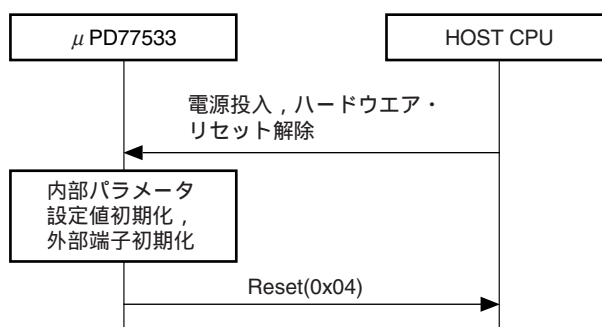 μ PD77533
HOST CPU
電源投入，ハードウエア・
リセット解除
内部パラメータ
設定値初期化，
外部端子初期化
Reset(0x04)